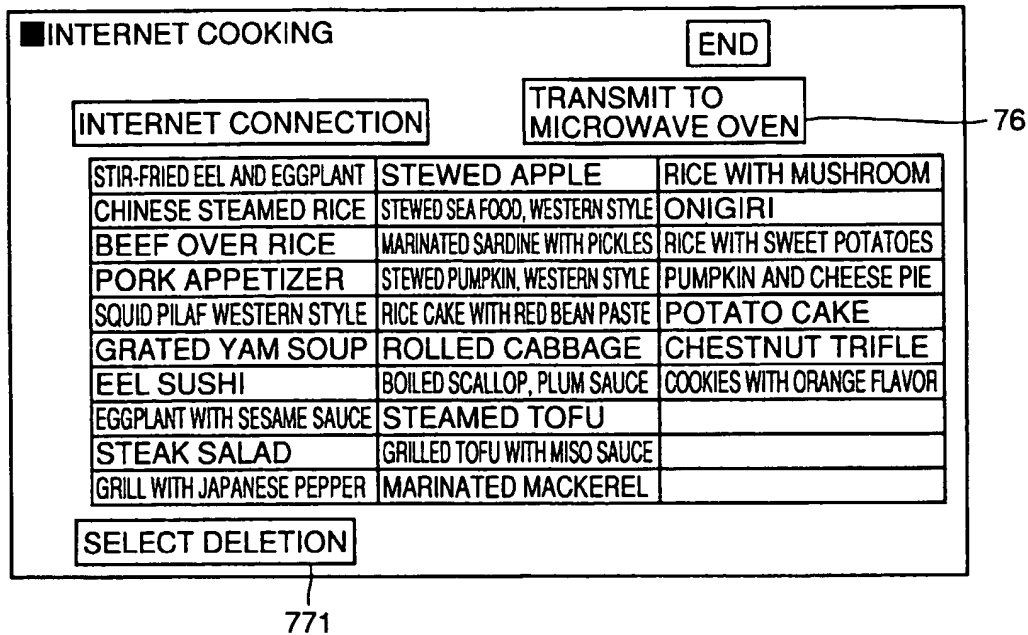 ■INTERNET COOKING
END
INTERNET CONNECTION
TRANSMIT TO
MICROWAVE OVEN
76
STIR-FRIED EEL AND EGGPLANT STEWED APPLE RICE WITH MUSHROOM
CHINESE STEAMED RICE STEWED SEA FOOD, WESTERN STYLE ONIGIRI
BEEF OVER RICE MARINATED SARDINE WITH PICKLES RICE WITH SWEET POTATOES
PORK APPETIZER STEWED PUMPKIN, WESTERN STYLE PUMPKIN AND CHEESE PIE
SQUID PILAF WESTERN STYLE RICE CAKE WITH RED BEAN PASTE POTATO CAKE
GRATED YAM SOUP ROLLED CABBAGE CHESTNUT TRIFLE
EEL SUSHI BOILED SCALLOP, PLUM SAUCE COOKIES WITH ORANGE FLAVOR
EGGPLANT WITH SESAME SAUCE STEAMED TOFU
STEAK SALAD GRILLED TOFU WITH MISO SAUCE
GRILL WITH JAPANESE PEPPER MARINATED MACKEREL
SELECT DELETION
771